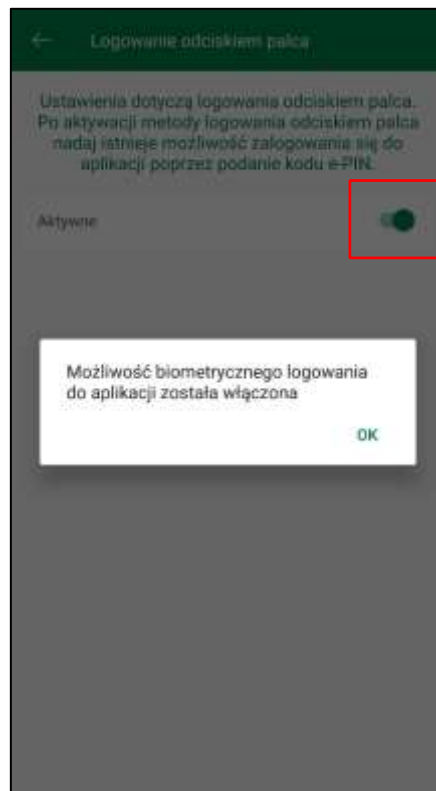 Logowanie odciskiem palca
Ustawienia dotyczą logowania odciskiem palca.
Po aktywacji metody logowania odciskiem palca
nadal istnieje możliwość zalogowania się do
aplikacji poprzez podanie kodu e-PIN.
Aktywne
Możliwość biometrycznego logowania
do aplikacji została włączona
OK